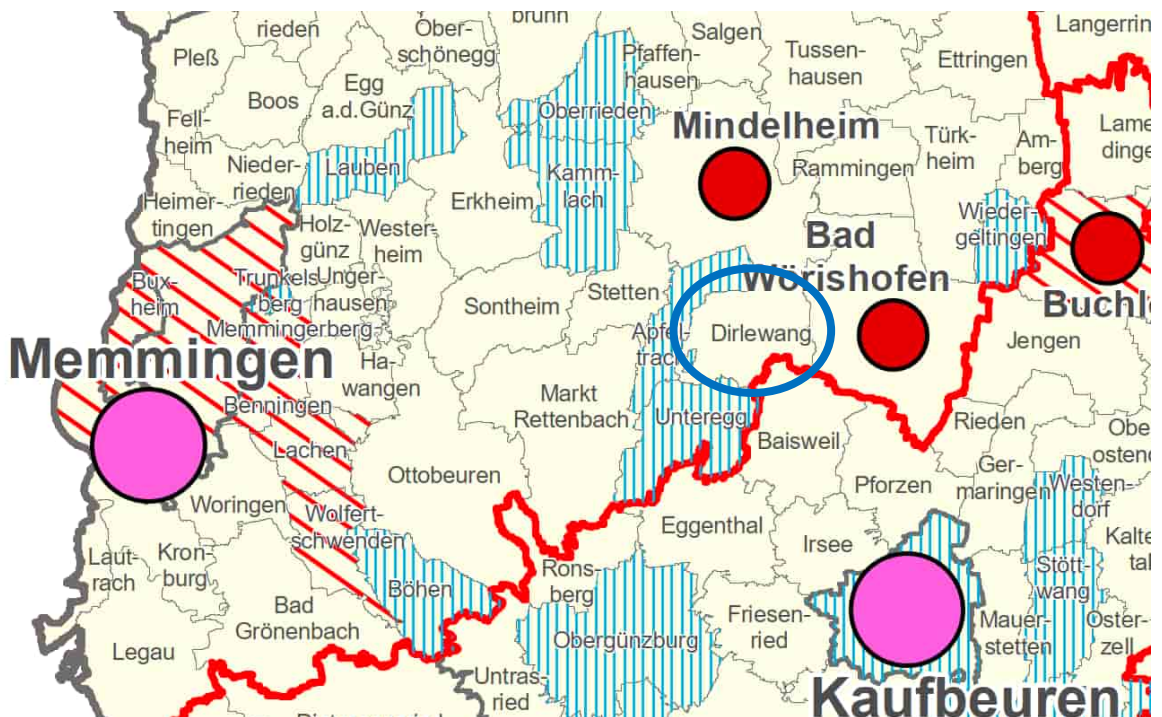 rieden
Ober-
schönegg
brunn
Salgen
Langerrin
Pleß
Pfaffen-
hausen
Tussen-
hausen
Ettringen
Egg
a.d.Günz
Boos
Oberrieden
Fell-
heim
Mindelheim
Türk-
heim
Am-
berg
Lame
dinge
Nieder-
rieden
Lauben
Kamm-
lach
Rammingen
Heimer-
tingen
Erkheim
Holz-
günz
Wester-
heim
Wieder-
geltingen
Bad
Wörishofen
Bux-
heim
Trunkels-
berg
Unger-
hausen
Stetten
Sontheim
Buchlo
Memmingerberg
Apfel-
trach
Dirlewang
Jengen
Memmingen
Ha-
wangen
Markt
Rettenbach
Benningen
Unteregg
Rieden
Baisweil
Obe
ostend
Lachen
Ottobeuren
Ger-
maringen
Pforzen
Westen-
dorf
Woringen
Wolfert-
schwenden
Eggenthal
Irsee
Kalte
tal
Laut-
rach
Kron-
burg
Rons-
berg
Stött-
wang
Böhen
Bad
Grönenbach
Friesen-
ried
Mauer-
stetten
Oster-
zell
Obergünzburg
Legau
Untras-
ried
Kaufbeuren